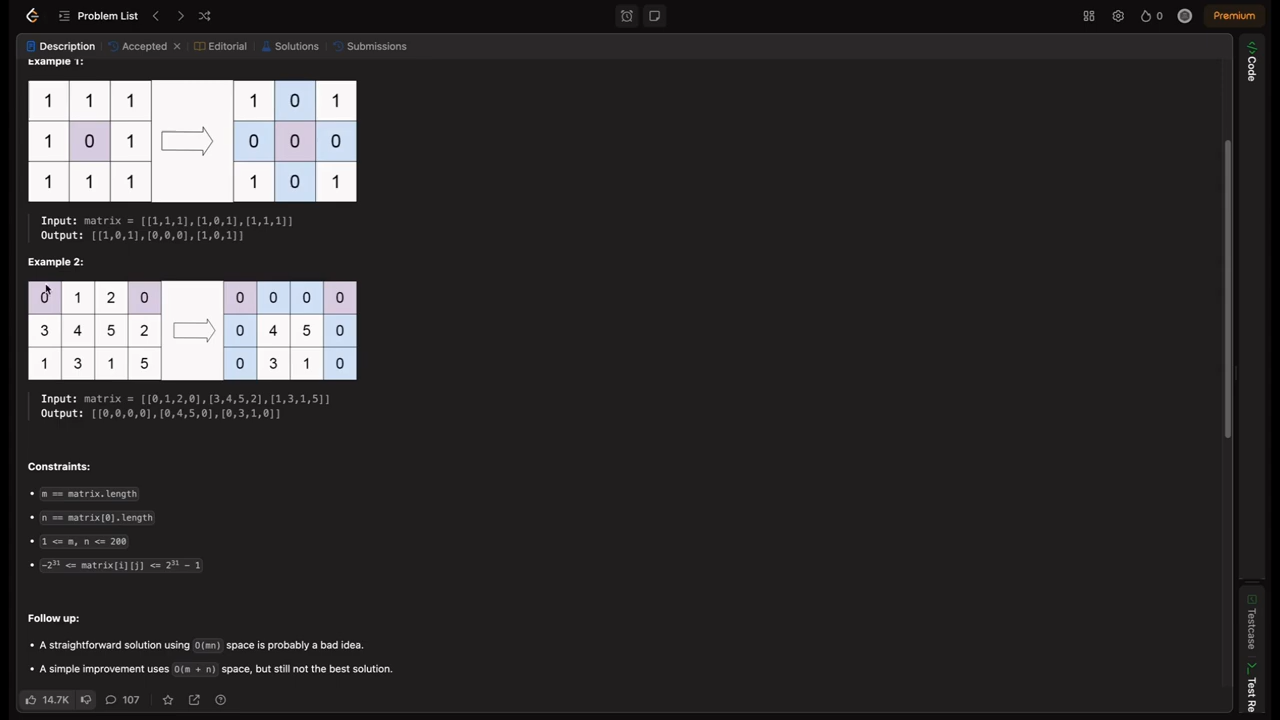 Problem List
0
Premium
Description
Accepted
Editorial
Solutions
Submissions
Code
Example 1:
1 1 1 1 0 1
1 0 1 0 0 0
1 1 1 1 0 1
Input: matrix = [[1,1,1],[1,0,1],[1,1,1]]
Output: [[1,0,1],[0,0,0],[1,0,1]]
Example 2:
0 1 2 0 0 0 0 0
3 4 5 2 0 4 5 0
1 3 1 5 0 3 1 0
Input: matrix = [[0,1,2,0],[3,4,5,2],[1,3,1,5]]
Output: [[0,0,0,0],[0,4,5,0],[0,3,1,0]]
Constraints:
• m == matrix.length
• n == matrix[0].length
• 1 <= m, n <= 200
• -2³¹ <= matrix[i][j] <= 2³¹ - 1
Follow up:
• A straightforward solution using O(mn) space is probably a bad idea.
• A simple improvement uses O(m + n) space, but still not the best solution.
14.7K
107
Testcase
Test Re